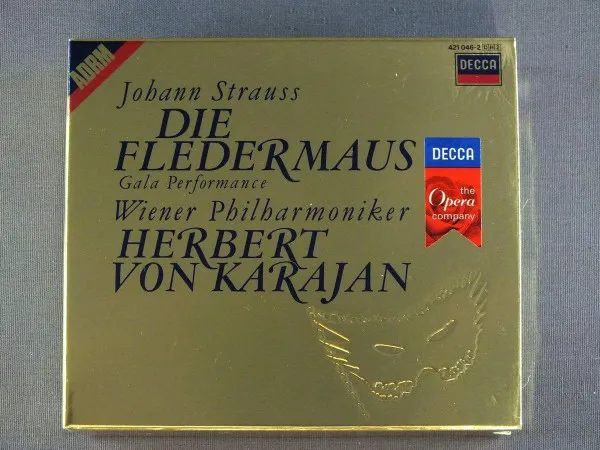 ADRM
421 046-2 DH2
DECCA
Johann Strauss
DIE
FLEDERMAUS
Gala Performance
Wiener Philharmoniker
HERBERT
VON KARAJAN
DECCA
the
Opera
company